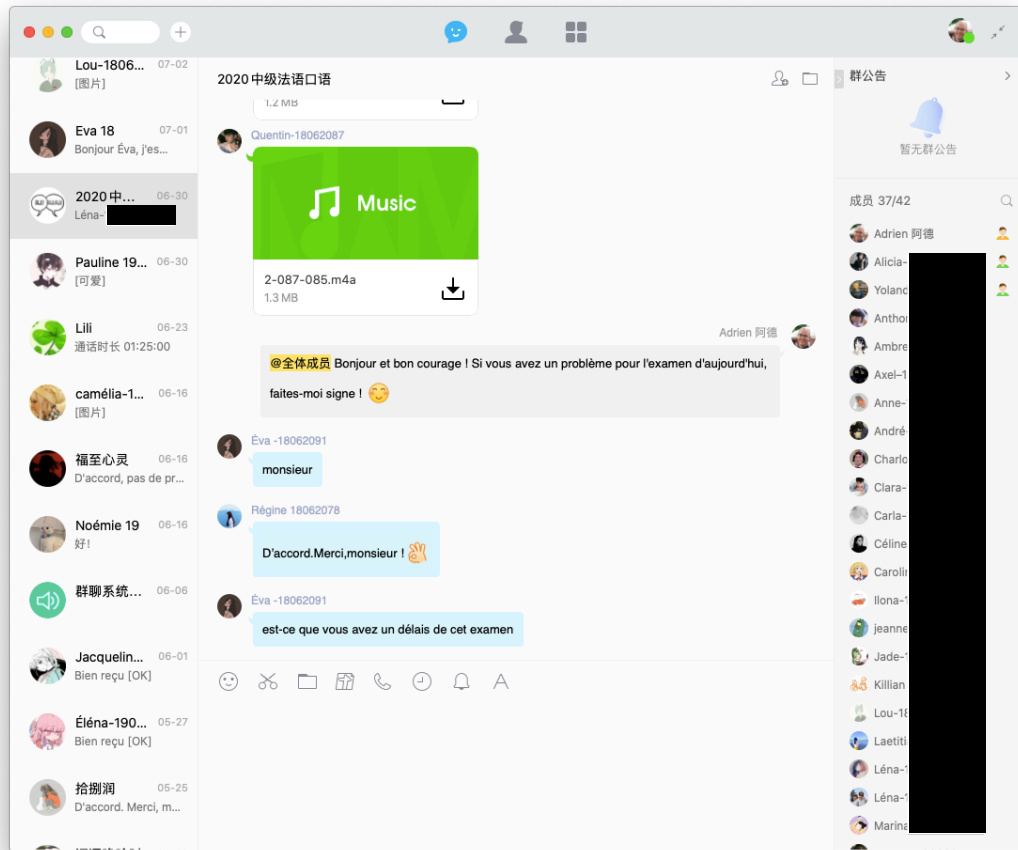 Lou-1806... 07-02
[图片]
Eva 18 07-01
Bonjour Éva, j'es...
2020 中... 06-30
Léna-
Pauline 19... 06-30
[可爱]
Lili 06-23
通话时长 01:25:00
camélia-1... 06-16
[图片]
福至心灵 06-16
D'accord, pas de pr...
Noémie 19 06-16
好!
群聊系统... 06-06
Jacquelin... 06-01
Bien reçu [OK]
Éléna-190... 05-27
Bien reçu [OK]
拾捌润 05-25
D'accord. Merci, m...
2020 中级法语口语
1.2 MB
Quentin-18062087
Music
2-087-085.m4a
1.3 MB
Adrien 阿德
@全体成员 Bonjour et bon courage ! Si vous avez un problème pour l'examen d'aujourd'hui,
faites-moi signe !
Éva -18062091
monsieur
Régine 18062078
D'accord.Merci,monsieur !
Éva -18062091
est-ce que vous avez un délais de cet examen
群公告
暂无群公告
成员 37/42
Adrien 阿德
Alicia-
Yoland
Anthor
Ambre
Axel–1
Anne-
André
Charlo
Clara-
Carla-
Céline
Carolin
Ilona-1
jeanne
Jade-1
Killian
Lou-18
Laetiti
Léna-1
Léna-1
Marina